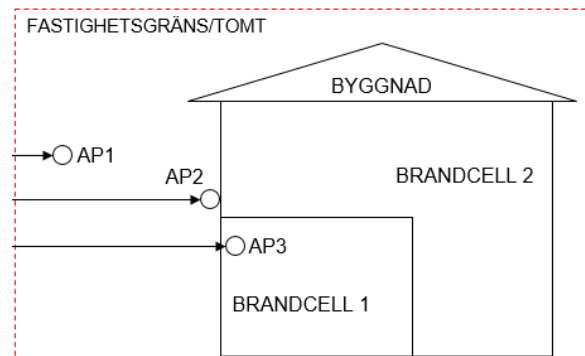 FASTIGHETSGRÄNS/TOMT
BYGGNAD
AP1
AP2
BRANDCELL 2
AP3
BRANDCELL 1